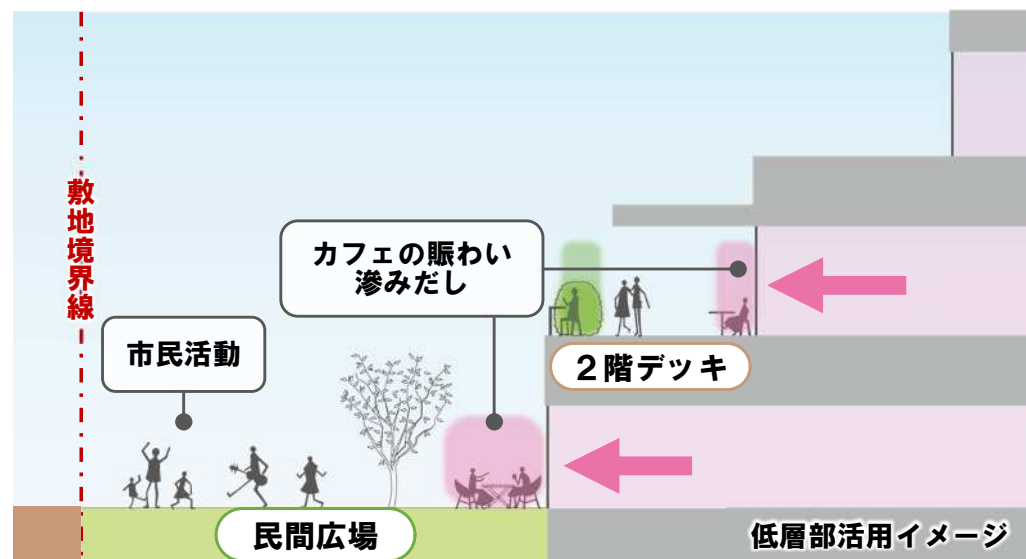 敷地境界線
カフェの賑わい
滲みだし
市民活動
２階デッキ
民間広場
低層部活用イメージ